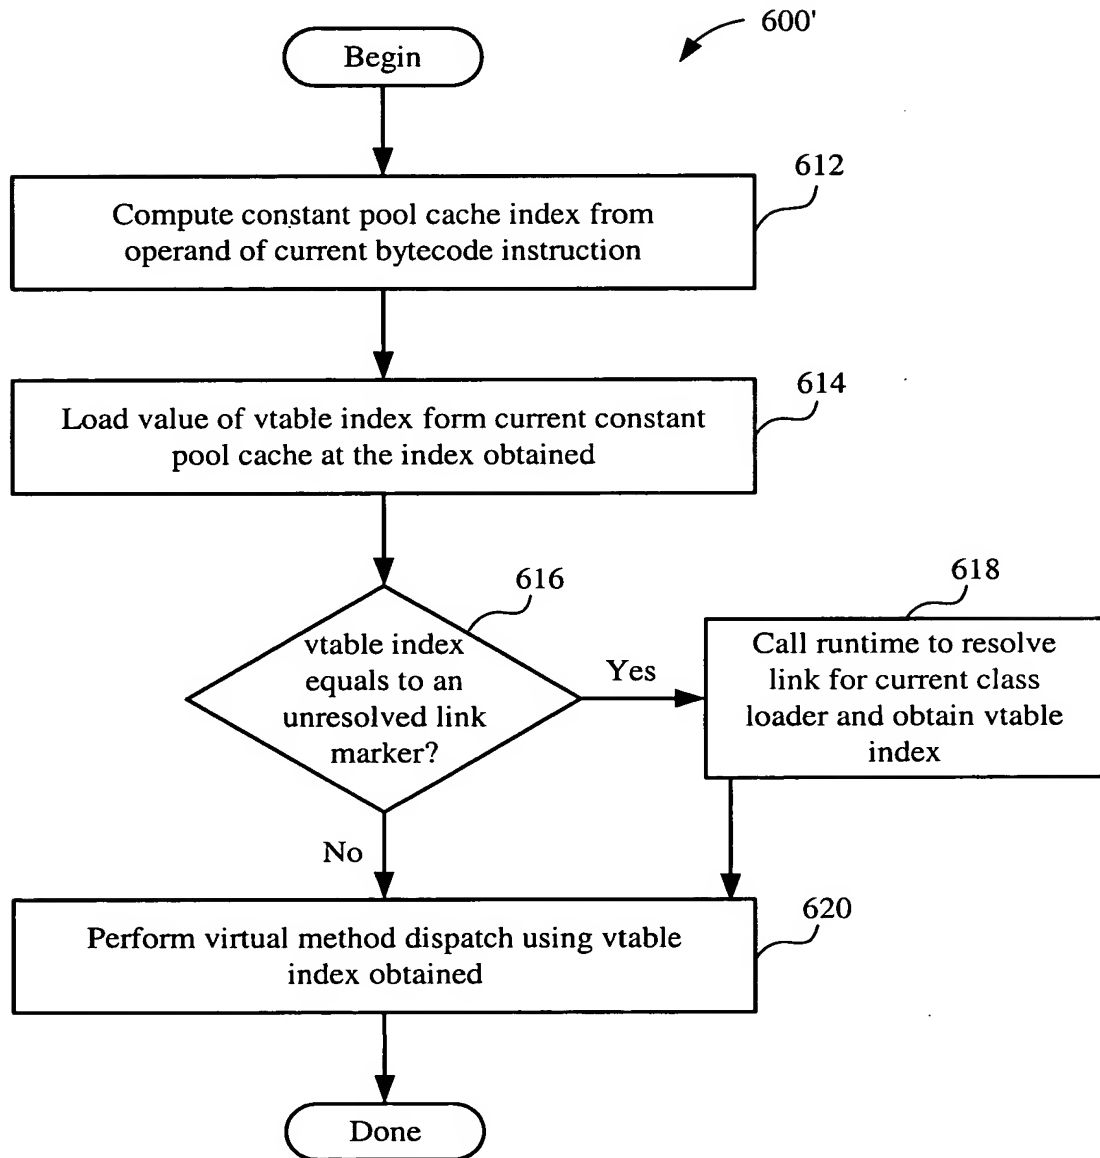 600'
Begin
612
Compute constant pool cache index from
operand of current bytecode instruction
614
Load value of vtable index form current constant
pool cache at the index obtained
616
vtable index
equals to an
unresolved link
marker?
Yes
618
Call runtime to resolve
link for current class
loader and obtain vtable
index
No
620
Perform virtual method dispatch using vtable
index obtained
Done